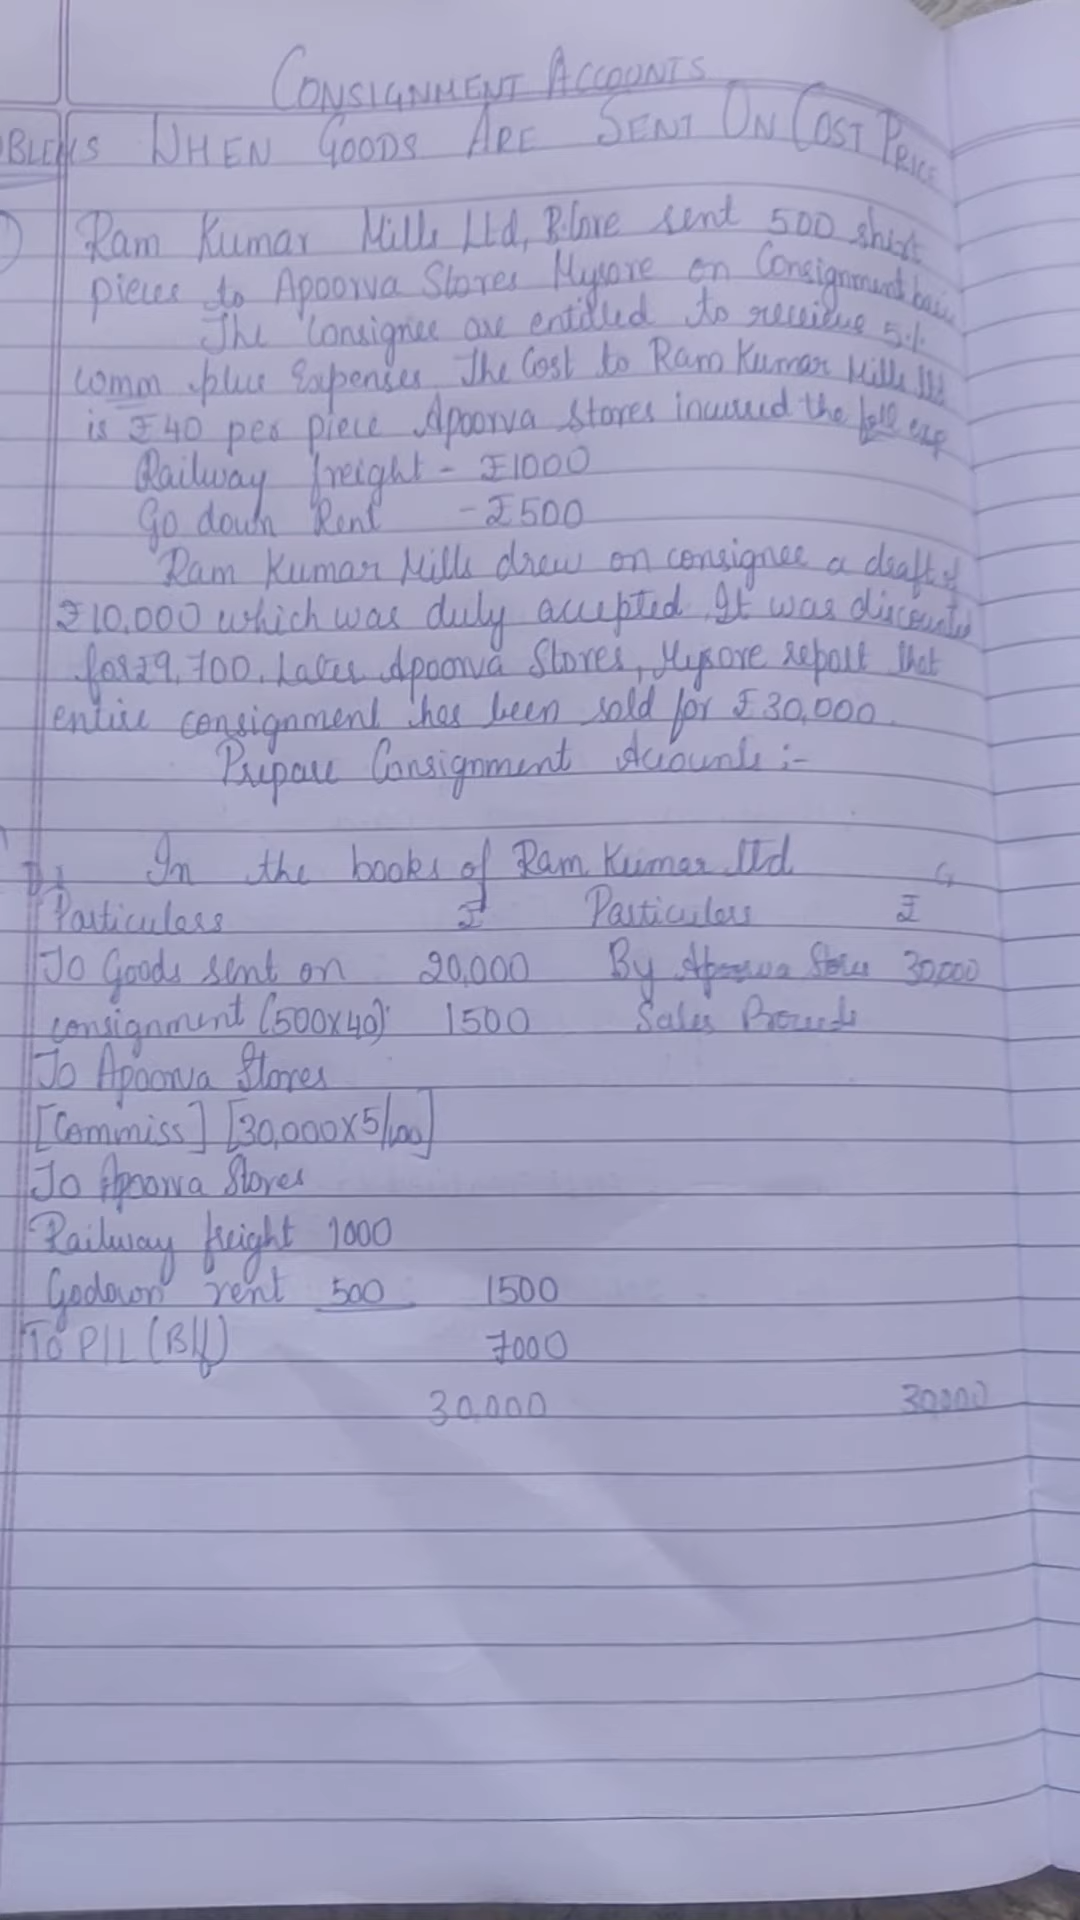 CONSIGNMENT ACCOUNTS
BLEMS WHEN GOODS ARE SENT ON COST PRICE
Ram Kumar Mills Ltd, B'lore sent 500 shirt
pieces to Apoorva Stores Mysore on Consignment basis
The Consignee are entitled to receieve 5%
comm plus Expenses. The Cost to Ram Kumar Mills ltd
is ₹40 per piece Apoorva Stores incurred the foll exp
Railway freight - ₹1000
Go down Rent - ₹500
Ram Kumar Mills drew on consignee a draft of
₹10,000 which was duly accepted. It was discounted
for ₹9,700. Later Apoorva Stores, Mysore report that
entire consignment has been sold for ₹30,000.
Prepare Consignment Accounts :-
In the books of Ram Kumar ltd
Particulars ₹ Particulars ₹
To Goods sent on 20,000 By Apoorva Stores 30,000
consignment (500x40) 1500 Sales Proceeds
To Apoorva Stores
[Commiss] [30,000x5/100]
To Apoorva Stores
Railway freight 1000
Godown rent 500 1500
To P/L (B/f) 7000
30,000 30,000